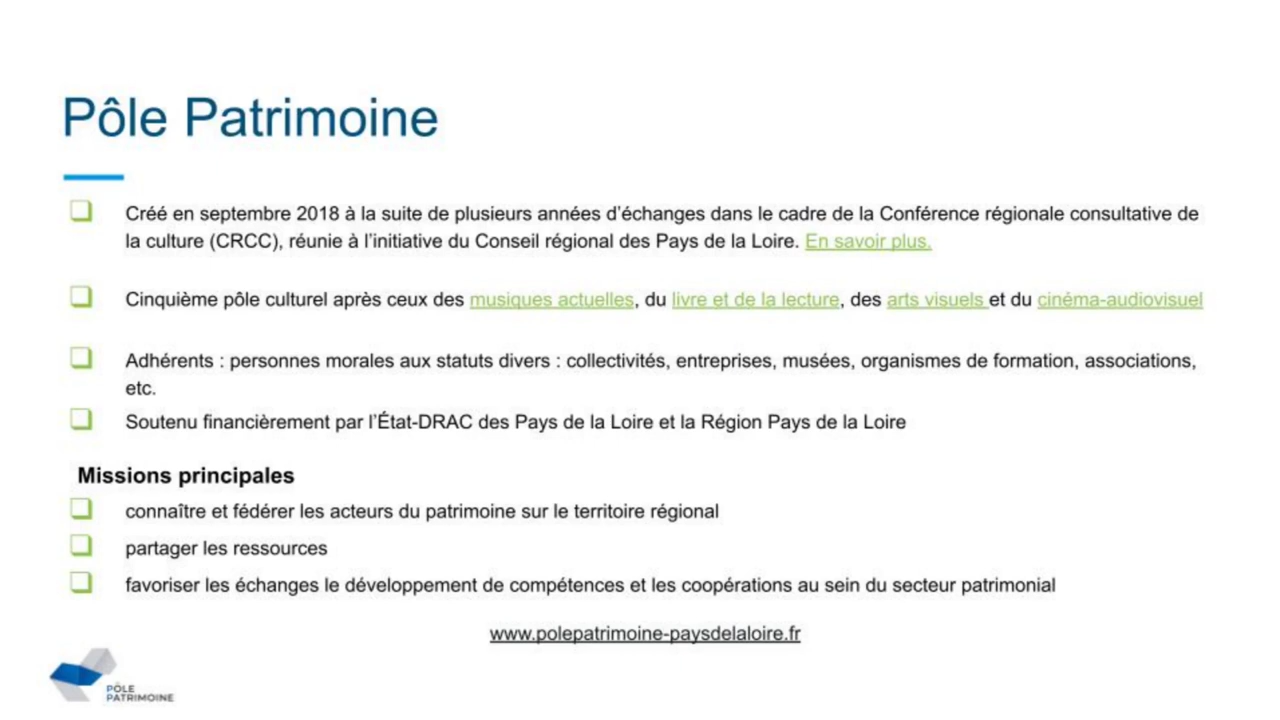 Pôle Patrimoine
Créé en septembre 2018 à la suite de plusieurs années d’échanges dans le cadre de la Conférence régionale consultative de
la culture (CRCC), réunie à l’initiative du Conseil régional des Pays de la Loire. En savoir plus.
Cinquième pôle culturel après ceux des musiques actuelles, du livre et de la lecture, des arts visuels et du cinéma-audiovisuel
Adhérents : personnes morales aux statuts divers : collectivités, entreprises, musées, organismes de formation, associations,
etc.
Soutenu financièrement par l’État-DRAC des Pays de la Loire et la Région Pays de la Loire
Missions principales
connaître et fédérer les acteurs du patrimoine sur le territoire régional
partager les ressources
favoriser les échanges le développement de compétences et les coopérations au sein du secteur patrimonial
www.polepatrimoine-paysdelaloire.fr
PÔLE
PATRIMOINE